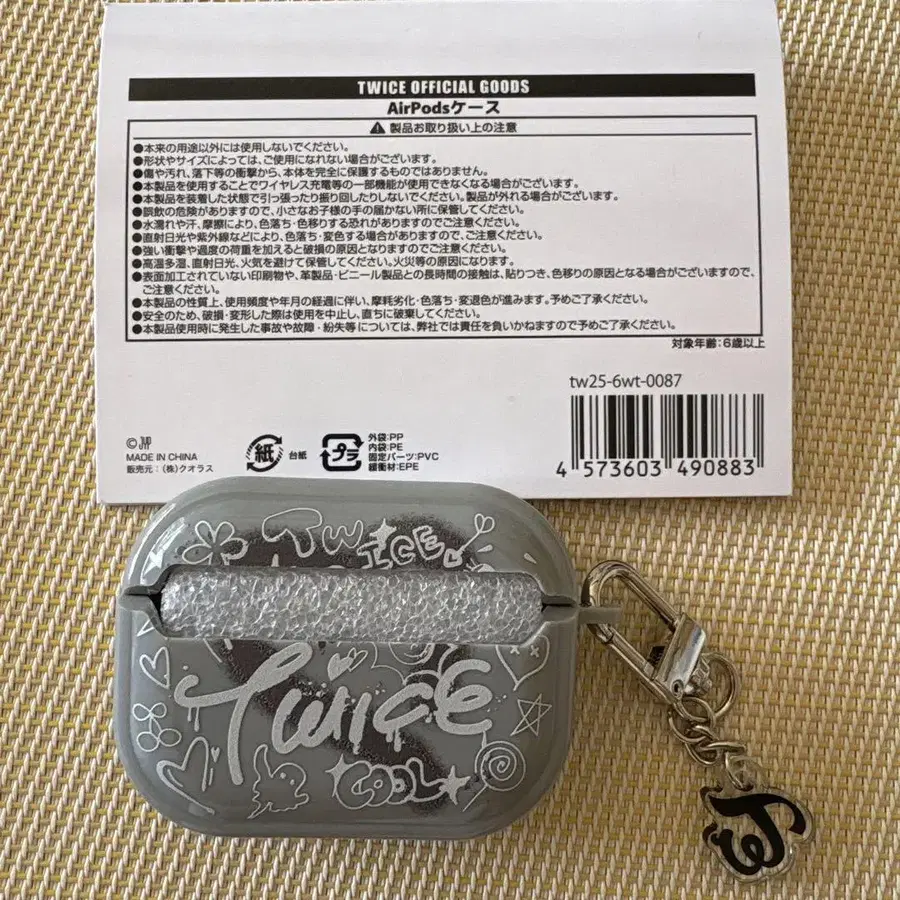 TWICE OFFICIAL GOODS
AirPodsケース
製品お取り扱い上の注意
●本来の用途以外には使用しないでください。
●形状やサイズによっては、ご使用になれない場合がございます。
●傷や汚れ、落下等の衝撃から、本体を完全に保護するものではありません。
●本製品を使用することでワイヤレス充電等の一部機能が使用できなくなる場合がございます。
●本製品を装着した状態で引っ張ったり振り回したりしないでください。製品が外れる場合がございます。
●誤飲の危険がありますので、小さなお子様の手の届かない所に保管してください。
●水濡れや汗、摩擦により、色落ち・色移りする恐れがありますのでご注意ください。
●直射日光や紫外線などにより、色落ち・変色する場合がありますので、ご注意ください。
●強い衝撃や過度の荷重を加えると破損の原因となりますのでご注意ください。
●高温多湿、直射日光、火気を避けて保管してください。火災等の原因になります。
●表面加工されていない印刷物や、革製品・ビニール製品との長時間の接触は、貼りつき、色移りの原因となる場合がございますので、
ご注意ください。
●本製品の性質上、使用頻度や年月の経過に伴い、摩耗劣化・色落ち・変退色が進みます。予めご了承ください。
●安全のため、破損・変形した際は使用を中止し、直ちに破棄してください。
●本製品使用時に発生した事故や故障・紛失等については、弊社では責任を負いかねますので予めご了承ください。
対象年齢:6歳以上
tw25-6wt-0087
4 573603 490883
© JYP
MADE IN CHINA
販売元:(株)クオラス
紙 台紙
プラ
外袋:PP
内袋:PE
固定パーツ:PVC
緩衝材:EPE
TWICE
Twice
COOL